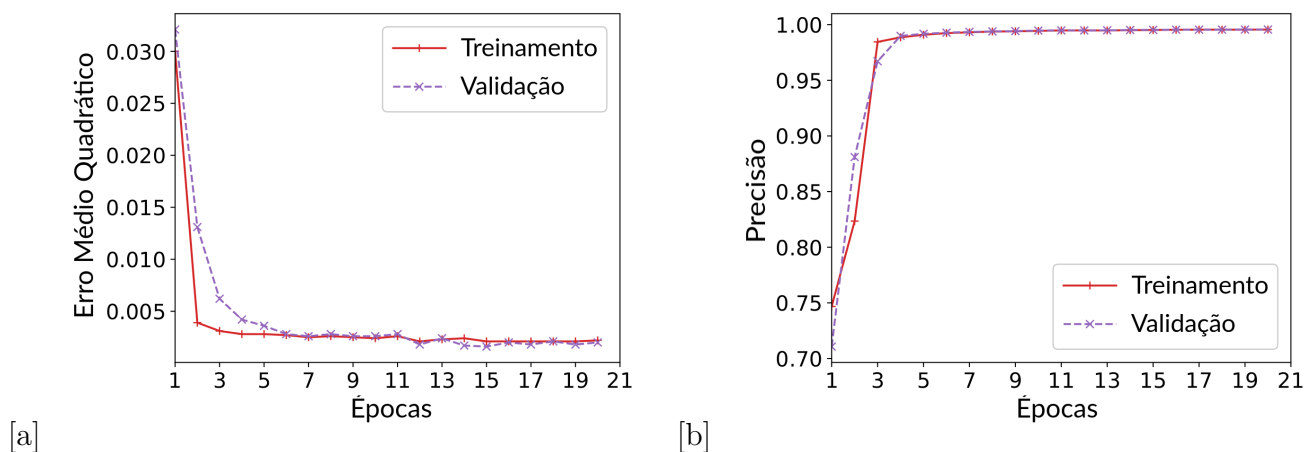 0.030
0.025
0.020
0.015
0.010
0.005
Erro Médio Quadrático
Treinamento
Validação
1 3 5 7 9 11 13 15 17 19 21
Épocas
[a]
1.00
0.95
0.90
0.85
0.80
0.75
0.70
Precisão
Treinamento
Validação
1 3 5 7 9 11 13 15 17 19 21
Épocas
[b]